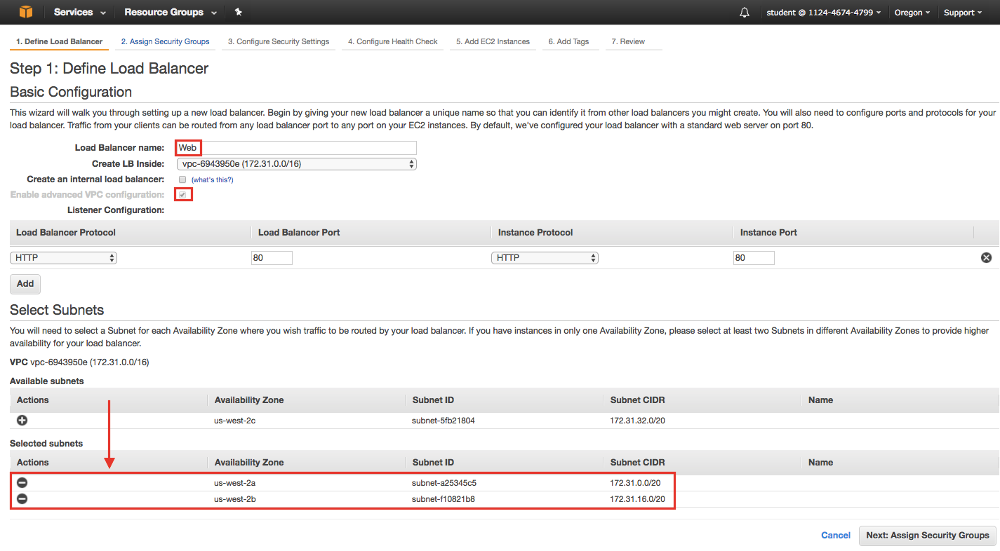 Services Resource Groups student @ 1124-4674-4799 Oregon Support
1. Define Load Balancer 2. Assign Security Groups 3. Configure Security Settings 4. Configure Health Check 5. Add EC2 Instances 6. Add Tags 7. Review
Step 1: Define Load Balancer
Basic Configuration
This wizard will walk you through setting up a new load balancer. Begin by giving your new load balancer a unique name so that you can identify it from other load balancers you might create. You will also need to configure ports and protocols for your
load balancer. Traffic from your clients can be routed from any load balancer port to any port on your EC2 instances. By default, we've configured your load balancer with a standard web server on port 80.
Load Balancer name: Web
Create LB Inside: vpc-6943950e (172.31.0.0/16)
Create an internal load balancer: (what's this?)
Enable advanced VPC configuration:
Listener Configuration:
Load Balancer Protocol Load Balancer Port Instance Protocol Instance Port
HTTP 80 HTTP 80
Add
Select Subnets
You will need to select a Subnet for each Availability Zone where you wish traffic to be routed by your load balancer. If you have instances in only one Availability Zone, please select at least two Subnets in different Availability Zones to provide higher
availability for your load balancer.
VPC vpc-6943950e (172.31.0.0/16)
Available subnets
Actions Availability Zone Subnet ID Subnet CIDR Name
us-west-2c subnet-5fb21804 172.31.32.0/20
Selected subnets
Actions Availability Zone Subnet ID Subnet CIDR Name
us-west-2a subnet-a25345c5 172.31.0.0/20
us-west-2b subnet-f10821b8 172.31.16.0/20
Cancel Next: Assign Security Groups